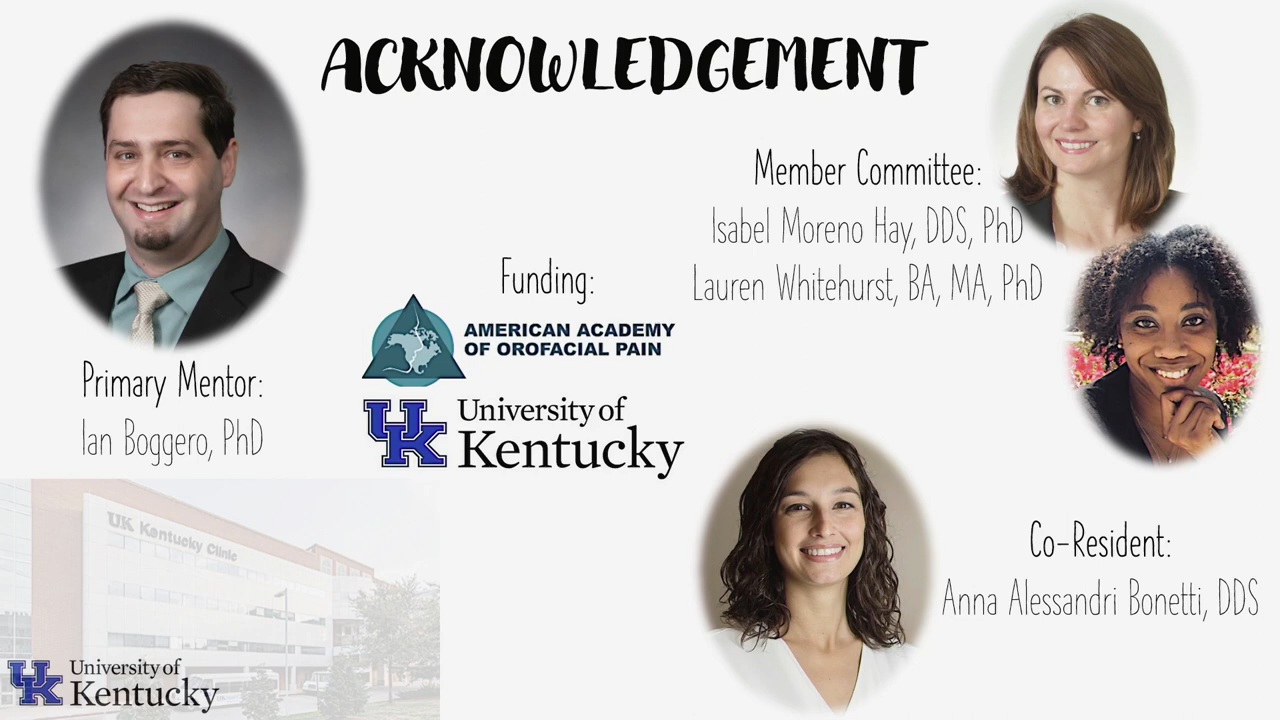 ACKNOWLEDGEMENT
Primary Mentor:
Ian Boggero, PhD
Funding:
AMERICAN ACADEMY
OF OROFACIAL PAIN
UK University of
Kentucky
Member Committee:
Isabel Moreno Hay, DDS, PhD
Lauren Whitehurst, BA, MA, PhD
Co-Resident:
Anna Alessandri Bonetti, DDS
UK Kentucky Clinic
UK University of
Kentucky